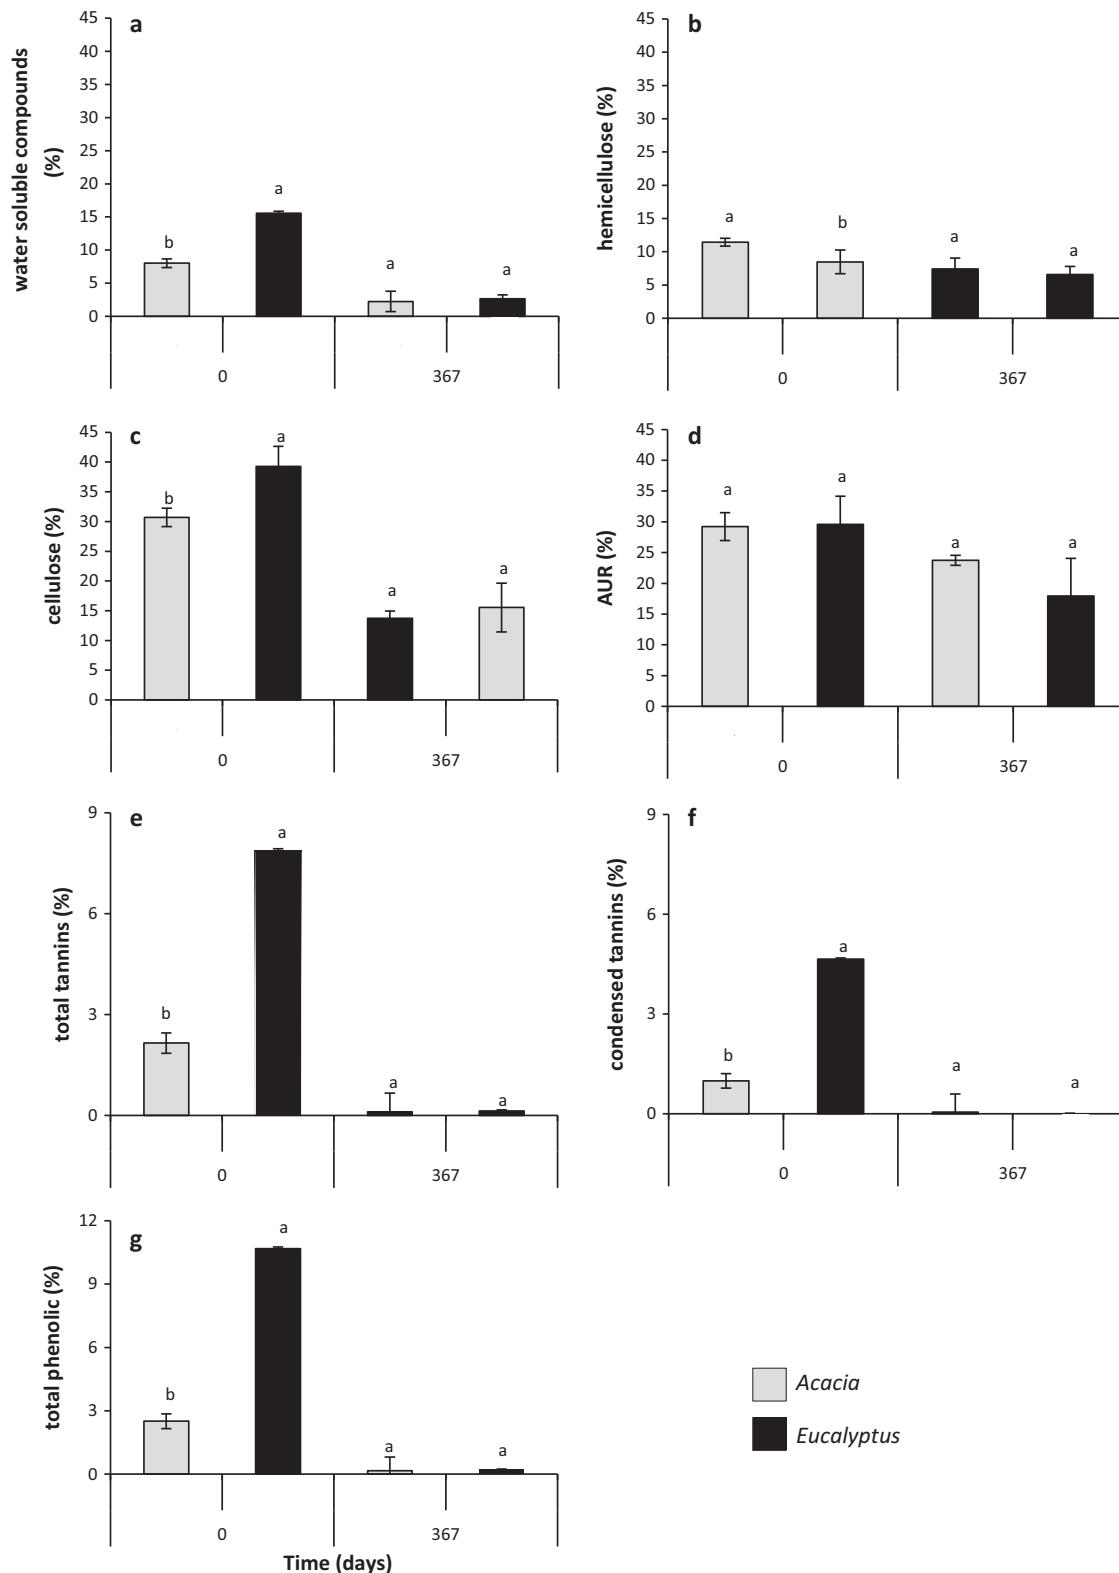 a
water soluble compounds
(%)
45
40
35
30
25
20
15
10
5
0
b
a
a
a
0
367
b
hemicellulose (%)
45
40
35
30
25
20
15
10
5
0
a
b
a
a
0
367
c
cellulose (%)
45
40
35
30
25
20
15
10
5
0
b
a
a
a
0
367
d
AUR (%)
45
40
35
30
25
20
15
10
5
0
a
a
a
a
0
367
e
total tannins (%)
9
6
3
0
b
a
a
a
0
367
f
condensed tannins (%)
9
6
3
0
b
a
a
a
0
367
g
total phenolic (%)
12
9
6
3
0
b
a
a
a
0
367
Time (days)
Acacia
Eucalyptus